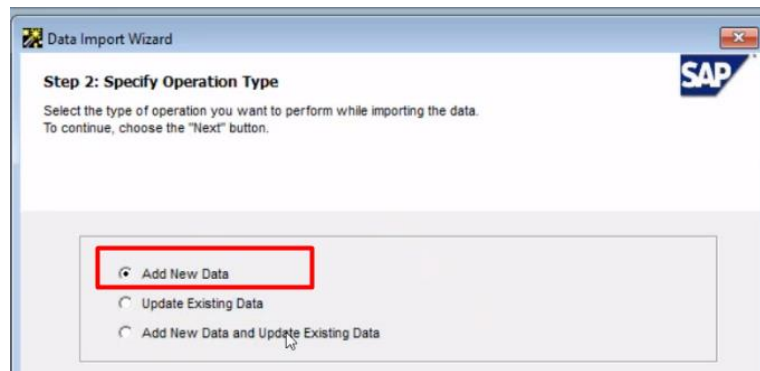 Data Import Wizard
Step 2: Specify Operation Type
SAP
Select the type of operation you want to perform while importing the data.
To continue, choose the "Next" button.
Add New Data
Update Existing Data
Add New Data and Update Existing Data